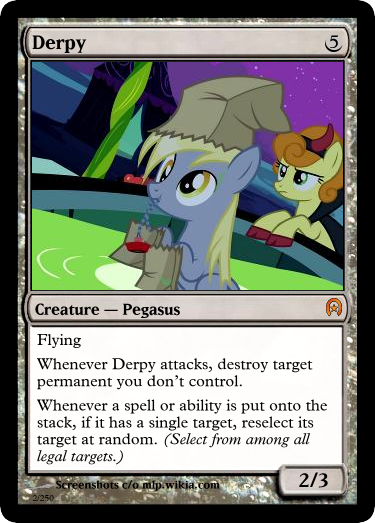 Derpy 5
Creature — Pegasus
Flying
Whenever Derpy attacks, destroy target
permanent you don't control.
Whenever a spell or ability is put onto the
stack, if it has a single target, reselect its
target at random. (Select from among all
legal targets.)
2/3
Screenshots c/o mlp.wikia.com
2/250